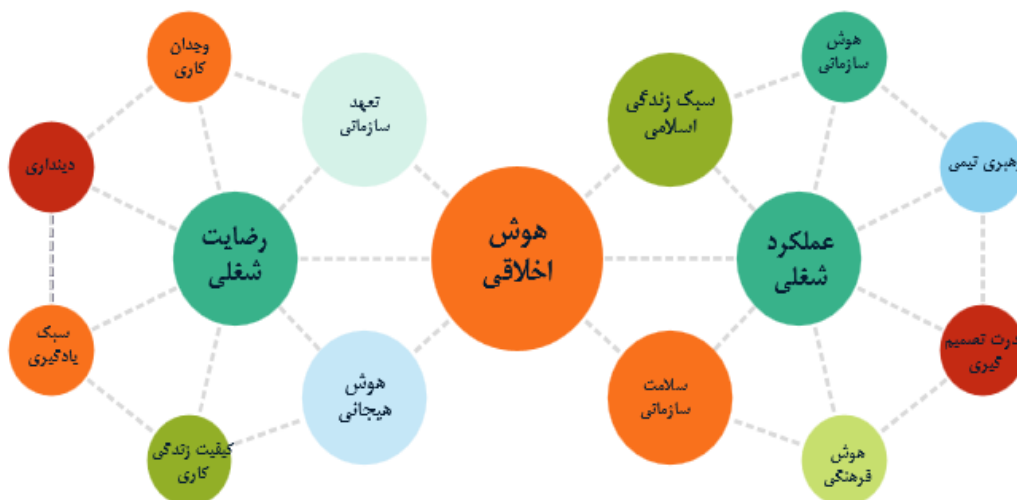 هوش
سازمانی
سبک زندگی
اسلامی
رهبری تیمی
عملکرد
شغلی
درت تصمیم
گیری
سلامت
سازمانی
هوش
فرهنگی
هوش
اخلاقی
تعهد
سازمانی
وجدان
کاری
دینداری
رضایت
شغلی
سبک
یادگیری
هوش
هیجانی
کیفیت زندگی
کاری